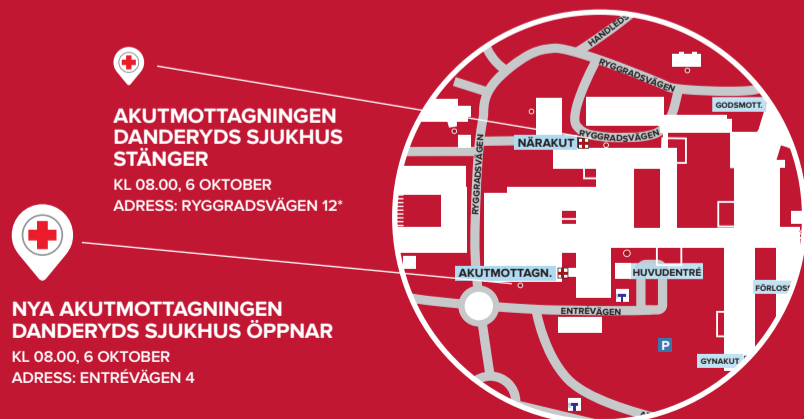 AKUTMOTTAGNINGEN
DANDERYDS SJUKHUS
STÄNGER
KL 08.00, 6 OKTOBER
ADRESS: RYGGRADSVÄGEN 12*
NYA AKUTMOTTAGNINGEN
DANDERYDS SJUKHUS ÖPPNAR
KL 08.00, 6 OKTOBER
ADRESS: ENTRÉVÄGEN 4
RYGGRADSVÄGEN
GODSMOTT.
RYGGRADSVÄGEN
NÄRAKUT
RYGGRADSVÄGEN
AKUTMOTTAGN.
HUVUDENTRÉ
ENTRÉVÄGEN
T
P
GYNAKUT
T